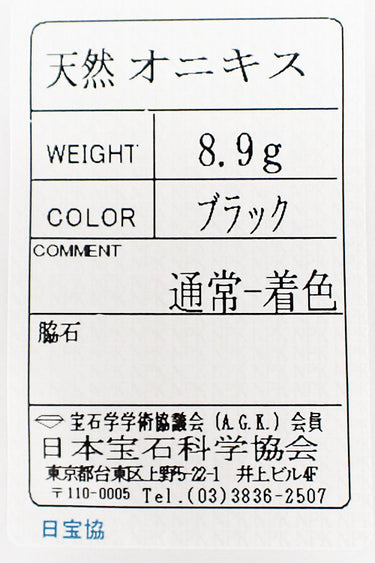 天然 オニキス
WEIGHT 8.9g
COLOR ブラック
COMMENT
通常-着色
脇石
宝石学学術協議会 (A.G.K.) 会員
日本宝石科学協会
東京都台東区上野5-22-1 井上ビル4F
〒110-0005 Tel.(03)3836-2507
日宝協